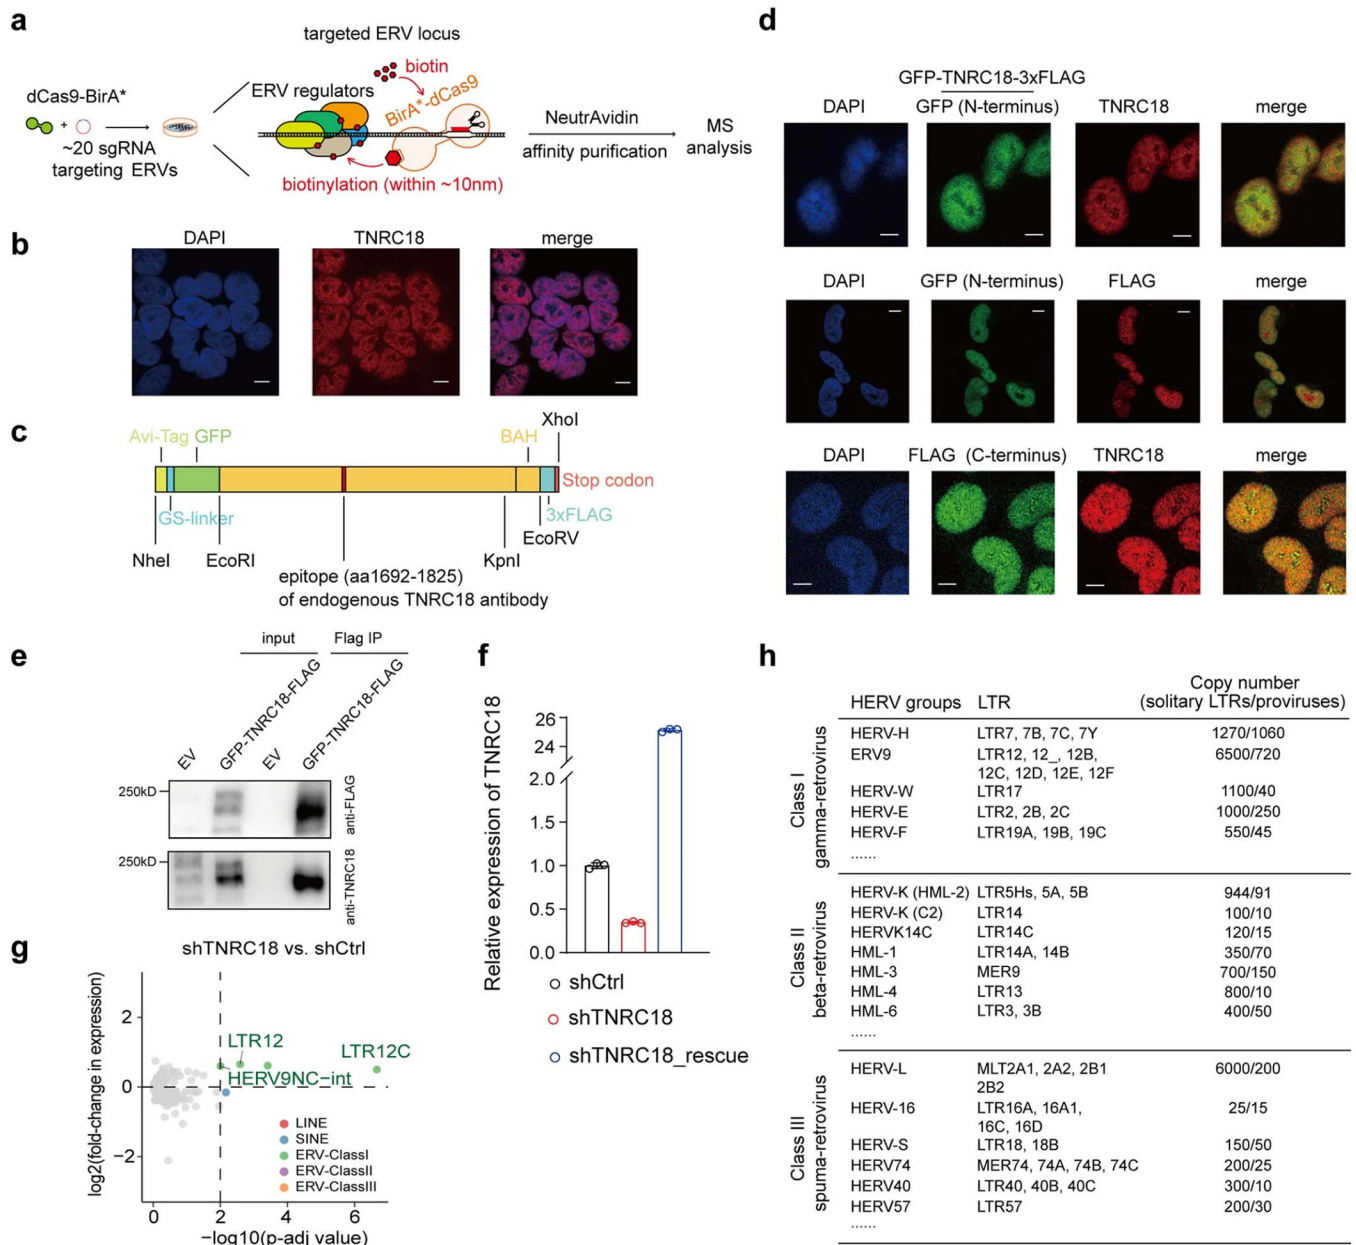 a
targeted ERV locus
biotin
dCas9-BirA*
ERV regulators
BirA*-dCas9
+
NeutrAvidin
MS
~20 sgRNA
affinity purification
analysis
targeting ERVs
biotinylation (within ~10nm)
b
DAPI
TNRC18
merge
c
XhoI
Avi-Tag GFP
BAH
Stop codon
GS-linker
3xFLAG
EcoRV
NheI
EcoRI
KpnI
epitope (aa1692-1825)
of endogenous TNRC18 antibody
d
GFP-TNRC18-3xFLAG
DAPI
GFP (N-terminus)
TNRC18
merge
DAPI
GFP (N-terminus)
FLAG
merge
DAPI
FLAG (C-terminus)
TNRC18
merge
e
input
Flag IP
EV
GFP-TNRC18-FLAG
EV
GFP-TNRC18-FLAG
250kD
anti-FLAG
250kD
anti-TNRC18
f
Relative expression of TNRC18
26
24
2.0
1.5
1.0
0.5
0.0
shCtrl
shTNRC18
shTNRC18_rescue
g
shTNRC18 vs. shCtrl
log2(fold-change in expression)
2
0
−2
LTR12
LTR12C
HERV9NC−int
LINE
SINE
ERV-ClassI
ERV-ClassII
ERV-ClassIII
0
2
4
6
−log10(p-adj value)
h
Copy number
HERV groups LTR (solitary LTRs/proviruses)
Class I
gamma-retrovirus
HERV-H LTR7, 7B, 7C, 7Y 1270/1060
ERV9 LTR12, 12_, 12B, 6500/720
12C, 12D, 12E, 12F
HERV-W LTR17 1100/40
HERV-E LTR2, 2B, 2C 1000/250
HERV-F LTR19A, 19B, 19C 550/45
......
Class II
beta-retrovirus
HERV-K (HML-2) LTR5Hs, 5A, 5B 944/91
HERV-K (C2) LTR14 100/10
HERVK14C LTR14C 120/15
HML-1 LTR14A, 14B 350/70
HML-3 MER9 700/150
HML-4 LTR13 800/10
HML-6 LTR3, 3B 400/50
......
Class III
spuma-retrovirus
HERV-L MLT2A1, 2A2, 2B1 6000/200
2B2
HERV-16 LTR16A, 16A1, 25/15
16C, 16D
HERV-S LTR18, 18B 150/50
HERV74 MER74, 74A, 74B, 74C 200/25
HERV40 LTR40, 40B, 40C 300/10
HERV57 LTR57 200/30
......